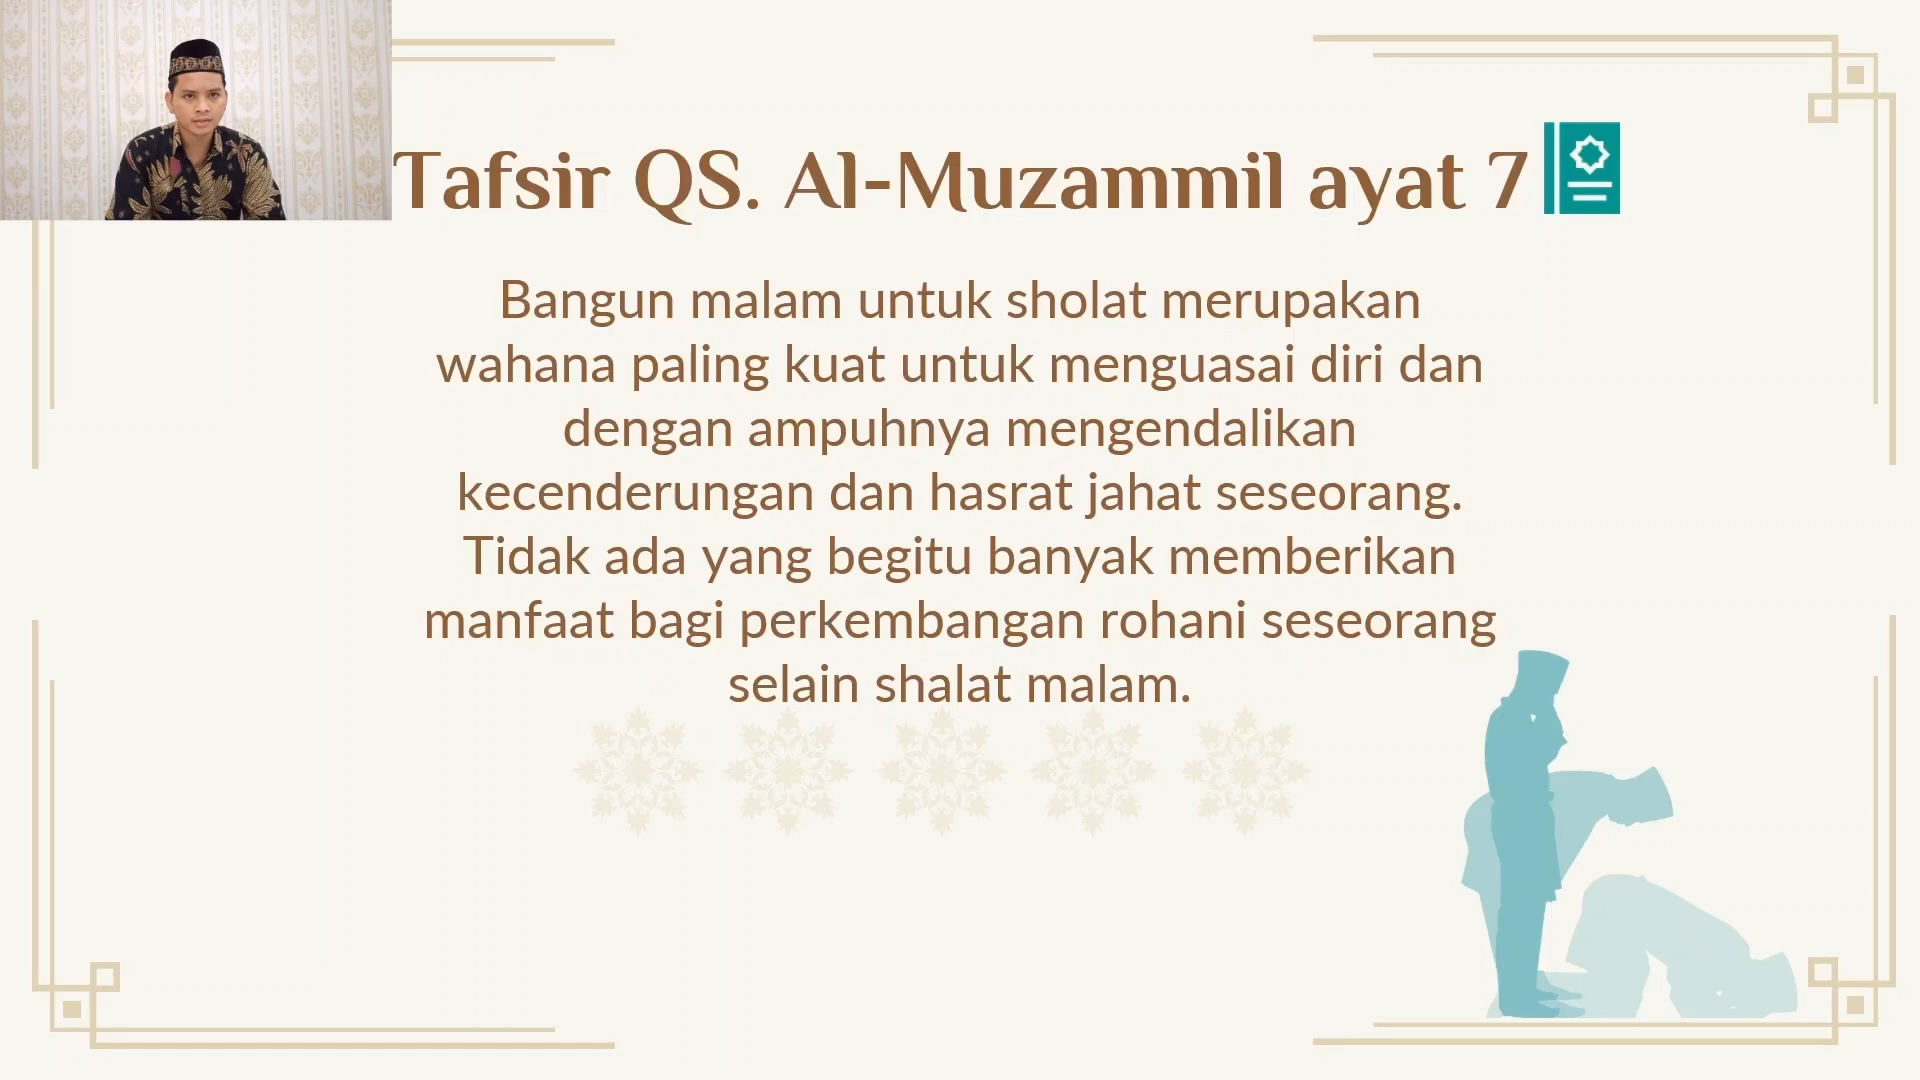 Tafsir QS. Al-Muzammil ayat 7
Bangun malam untuk sholat merupakan
wahana paling kuat untuk menguasai diri dan
dengan ampuhnya mengendalikan
kecenderungan dan hasrat jahat seseorang.
Tidak ada yang begitu banyak memberikan
manfaat bagi perkembangan rohani seseorang
selain shalat malam.